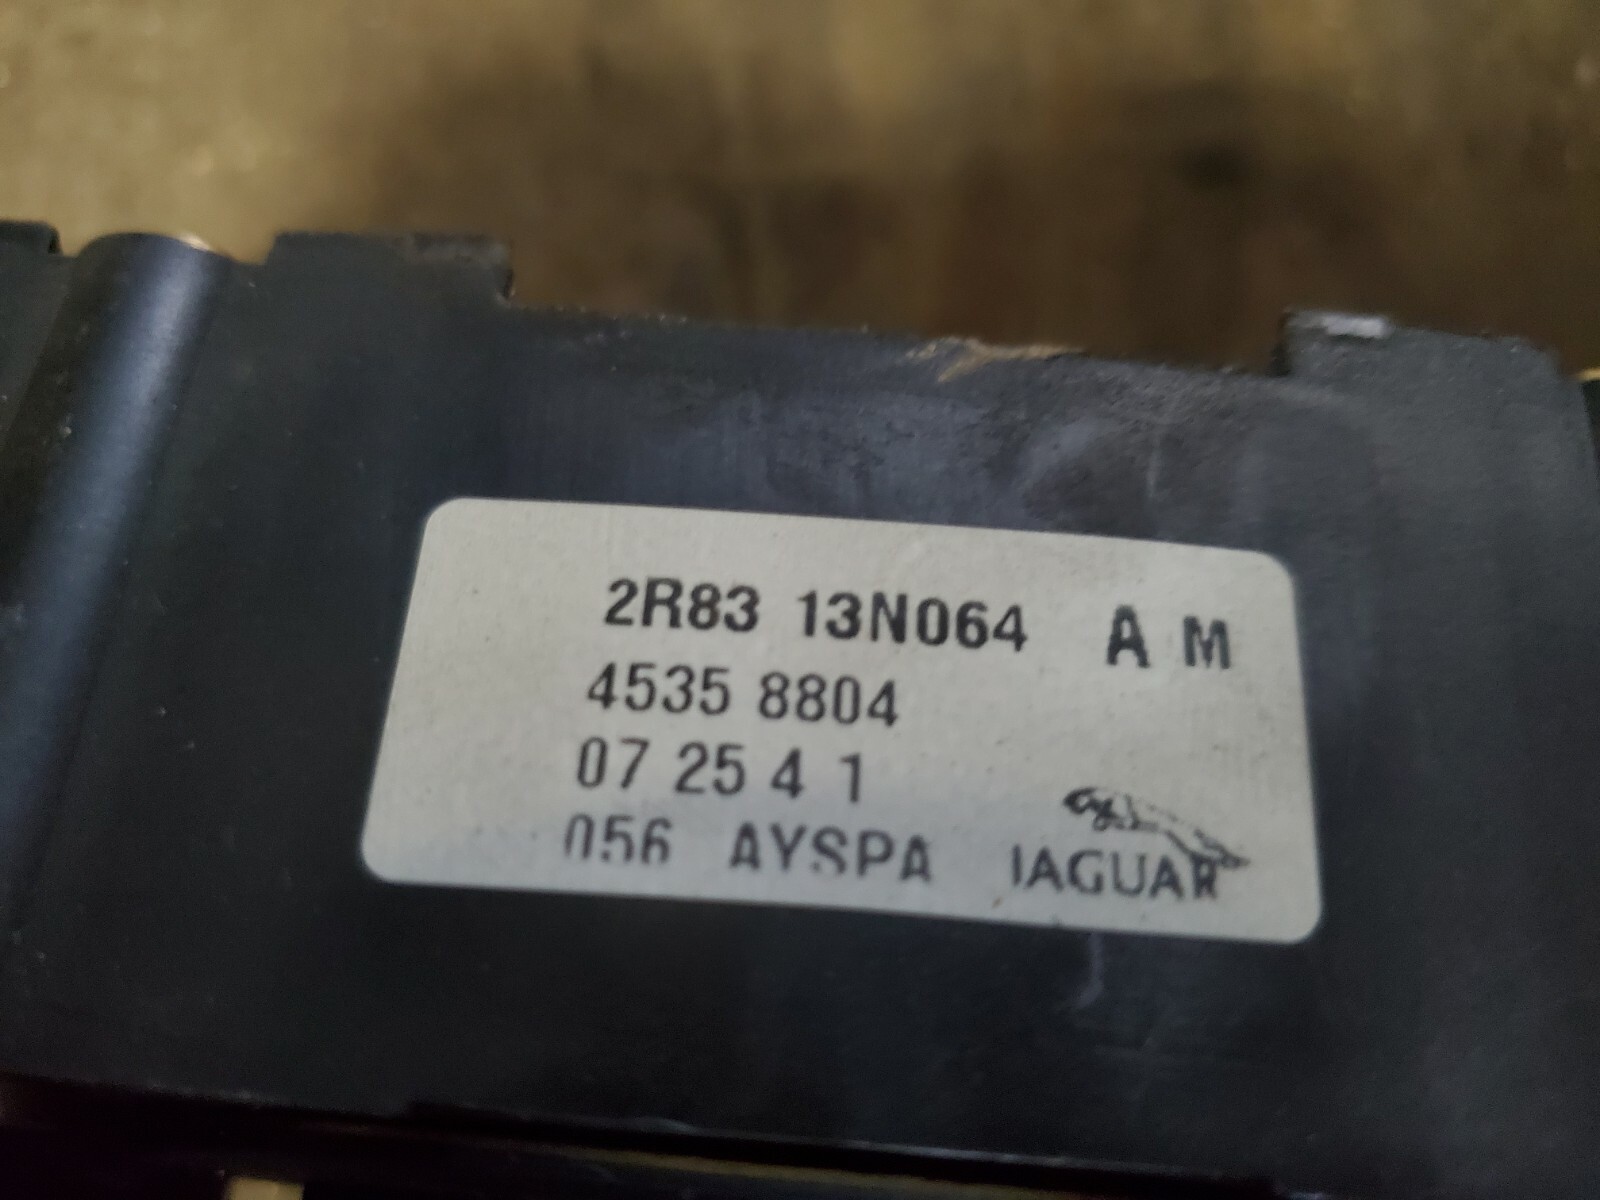 2R83 13N064 A M
4535 8804
07 25 4 1
056 AYSPA JAGUAR